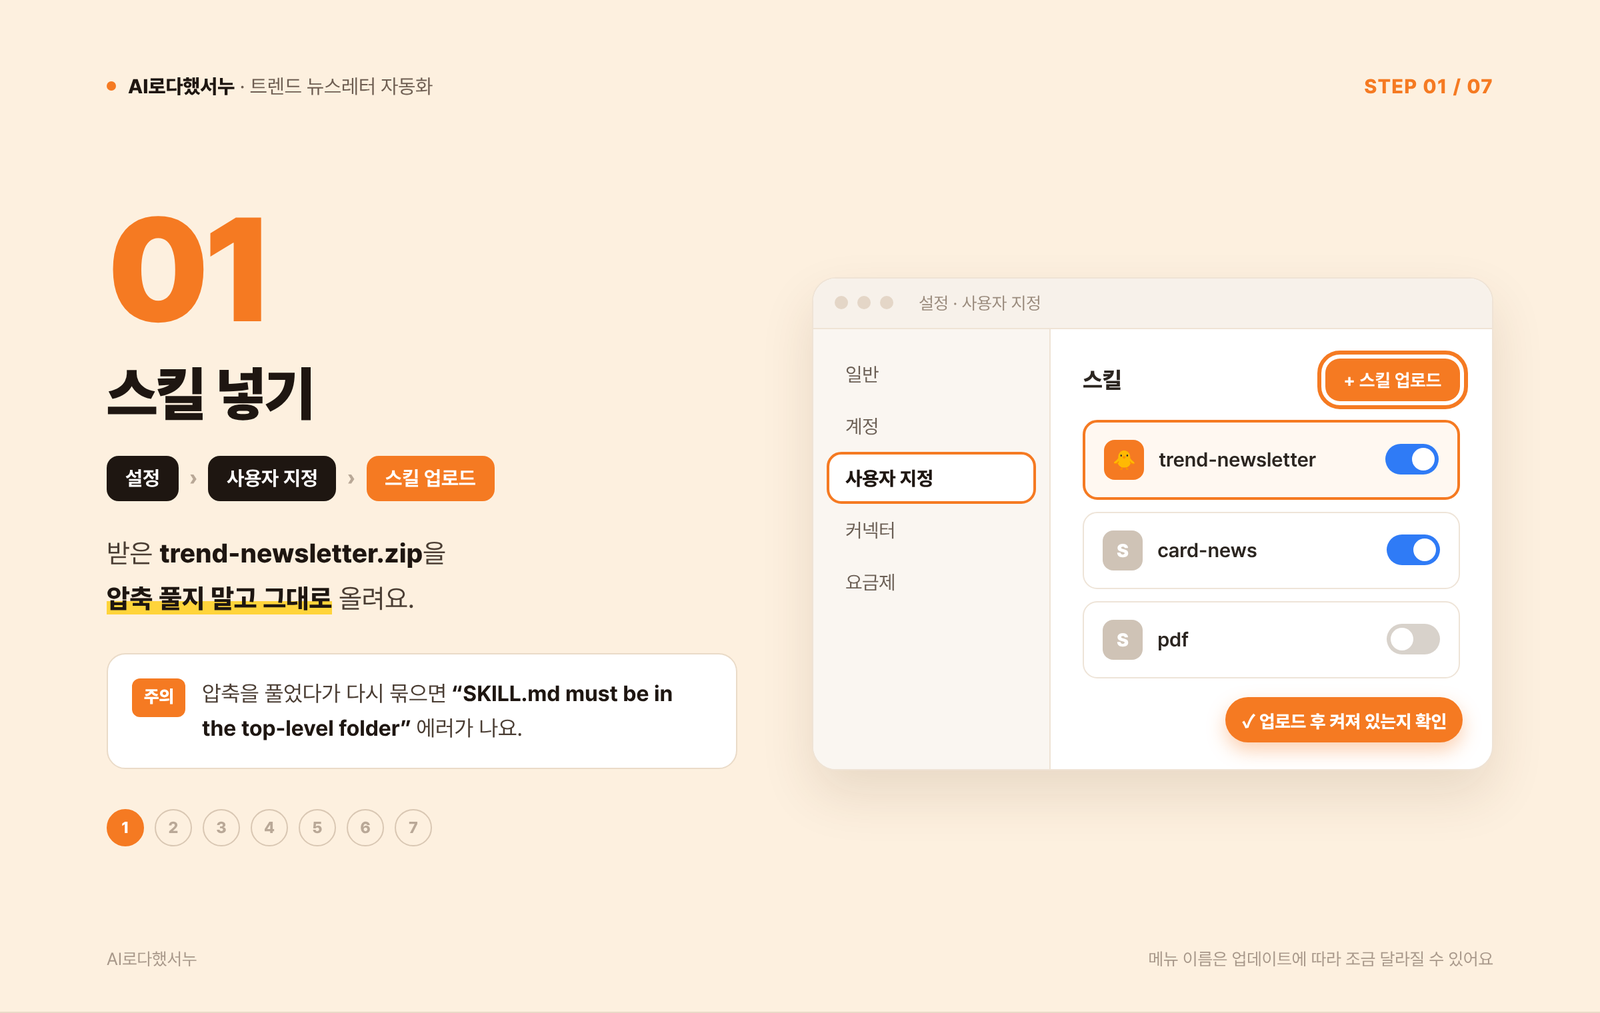 AI로다했서누 · 트렌드 뉴스레터 자동화
STEP 01 / 07
01
스킬 넣기
설정 › 사용자 지정 › 스킬 업로드
받은 trend-newsletter.zip을
압축 풀지 말고 그대로 올려요.
주의
압축을 풀었다가 다시 묶으면 “SKILL.md must be in
the top-level folder” 에러가 나요.
1 2 3 4 5 6 7
설정 · 사용자 지정
일반
계정
사용자 지정
커넥터
요금제
스킬
+ 스킬 업로드
trend-newsletter
S card-news
S pdf
✓ 업로드 후 켜져 있는지 확인
AI로다했서누
메뉴 이름은 업데이트에 따라 조금 달라질 수 있어요